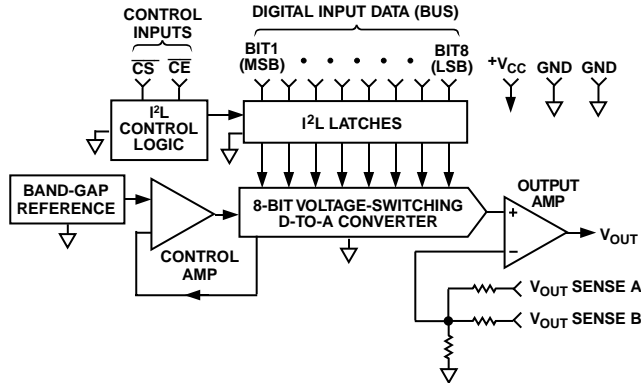 CONTROL
INPUTS
DIGITAL INPUT DATA (BUS)
CS CE
BIT1
(MSB)
BIT8
(LSB)
+VCC GND GND
I²L
CONTROL
LOGIC
I²L LATCHES
BAND-GAP
REFERENCE
CONTROL
AMP
8-BIT VOLTAGE-SWITCHING
D-TO-A CONVERTER
OUTPUT
AMP
+
–
VOUT
VOUT SENSE A
VOUT SENSE B